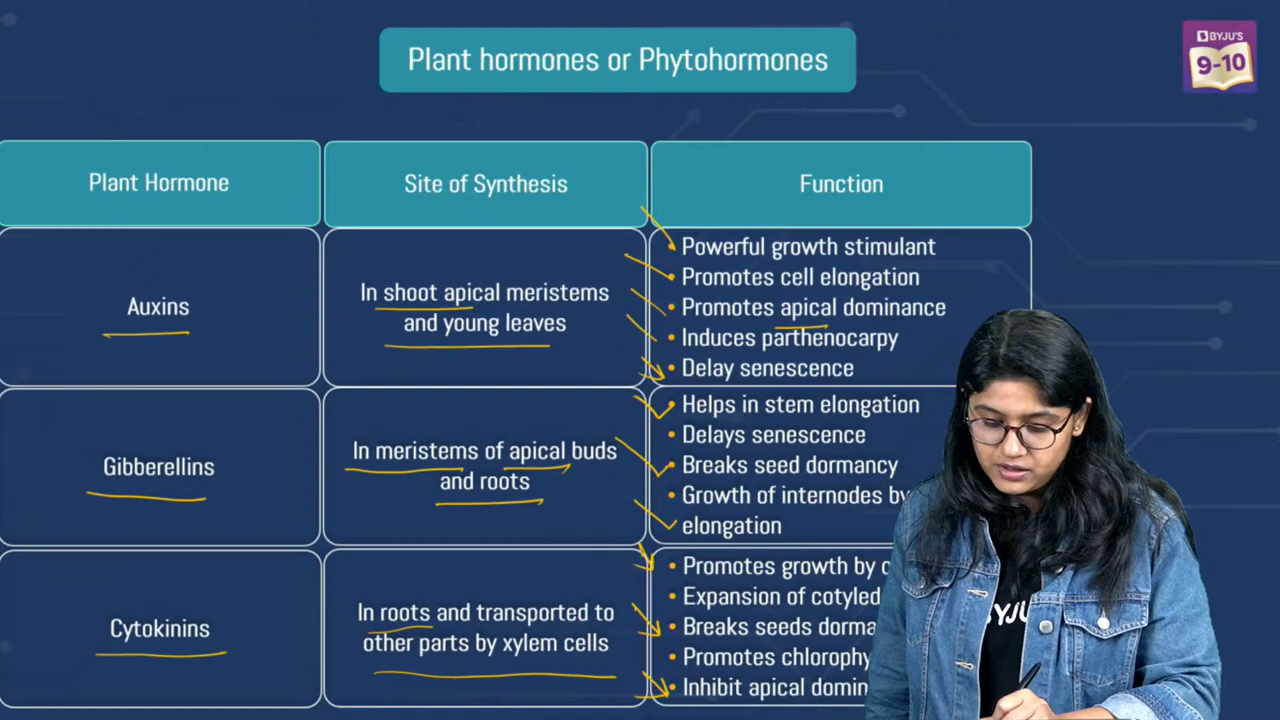 Plant hormones or Phytohormones
BYJU'S
9-10
Plant Hormone
Site of Synthesis
Function
Auxins
In shoot apical meristems
and young leaves
• Powerful growth stimulant
• Promotes cell elongation
• Promotes apical dominance
• Induces parthenocarpy
• Delay senescence
Gibberellins
In meristems of apical buds
and roots
• Helps in stem elongation
• Delays senescence
• Breaks seed dormancy
• Growth of internodes by
• elongation
Cytokinins
In roots and transported to
other parts by xylem cells
• Promotes growth by
• Expansion of
• Breaks seeds
• Promotes
• Inhibit apical